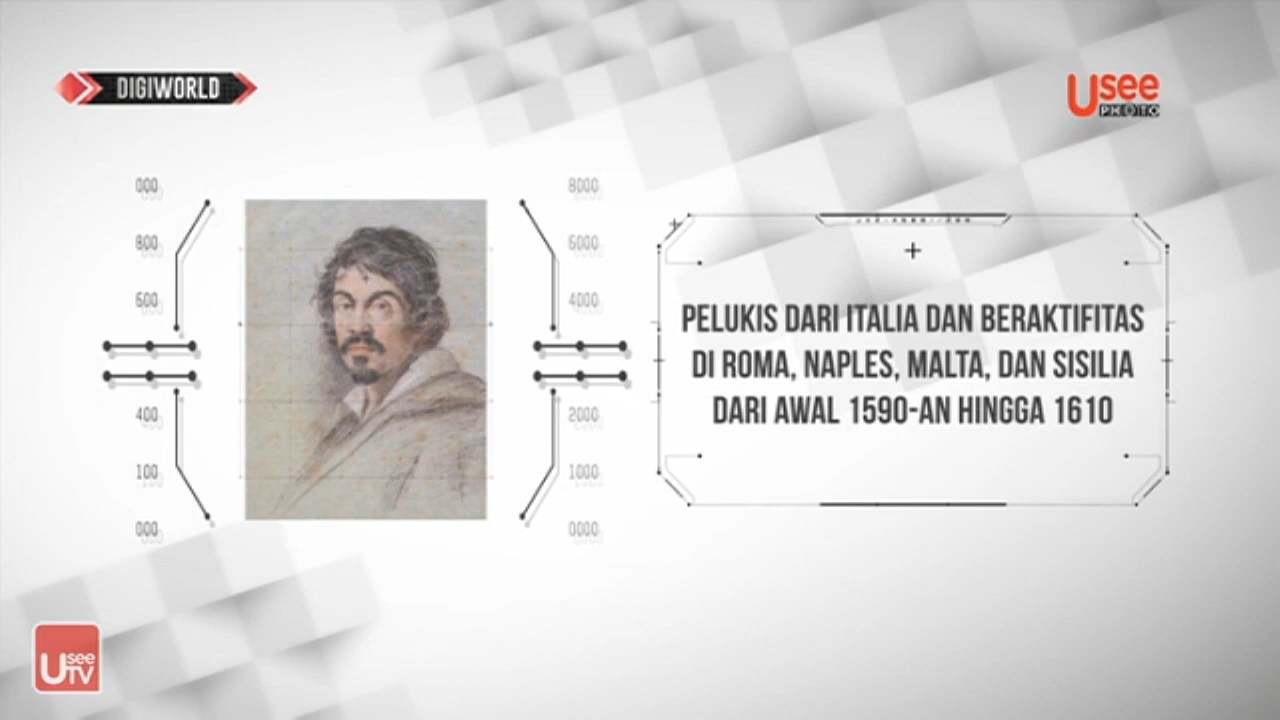 DIGIWORLD
Usee
PHOTO
000
8000
800
6000
500
4000
PELUKIS DARI ITALIA DAN BERAKTIFITAS
DI ROMA, NAPLES, MALTA, DAN SISILIA
DARI AWAL 1590-AN HINGGA 1610
400
2000
100
1000
000
0000
Usee
TV